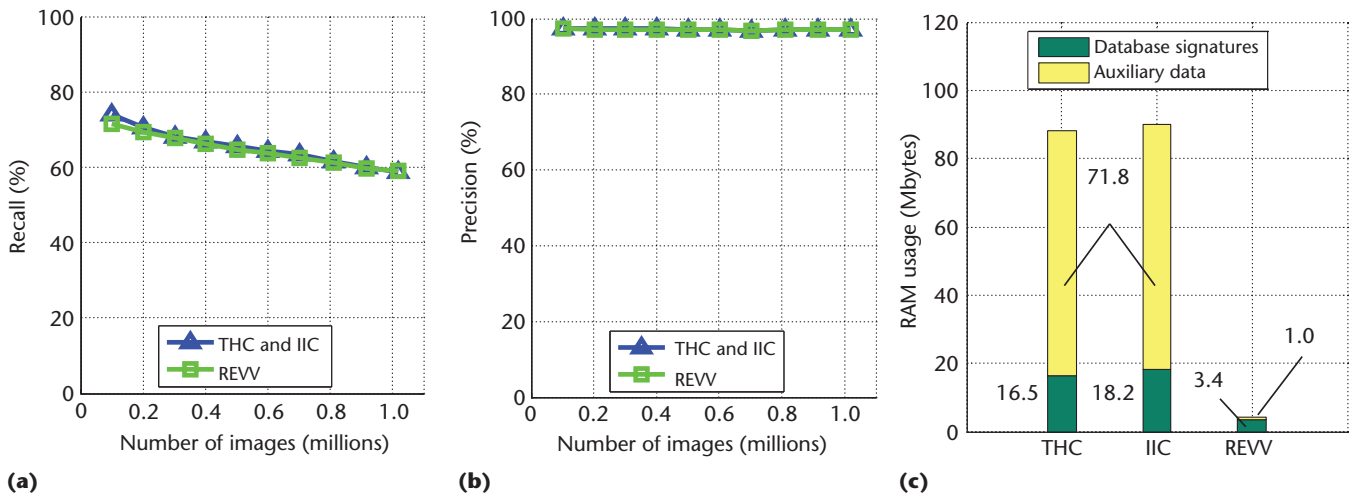 100
80
60
40
20
0
Recall (%)
THC and IIC
REVV
0 0.2 0.4 0.6 0.8 1.0
Number of images (millions)
(a)
100
80
60
40
20
0
Precision (%)
THC and IIC
REVV
0 0.2 0.4 0.6 0.8 1.0
Number of images (millions)
(b)
120
100
80
60
40
20
0
RAM usage (Mbytes)
Database signatures
Auxiliary data
71.8
1.0
16.5
18.2
3.4
THC IIC REVV
(c)